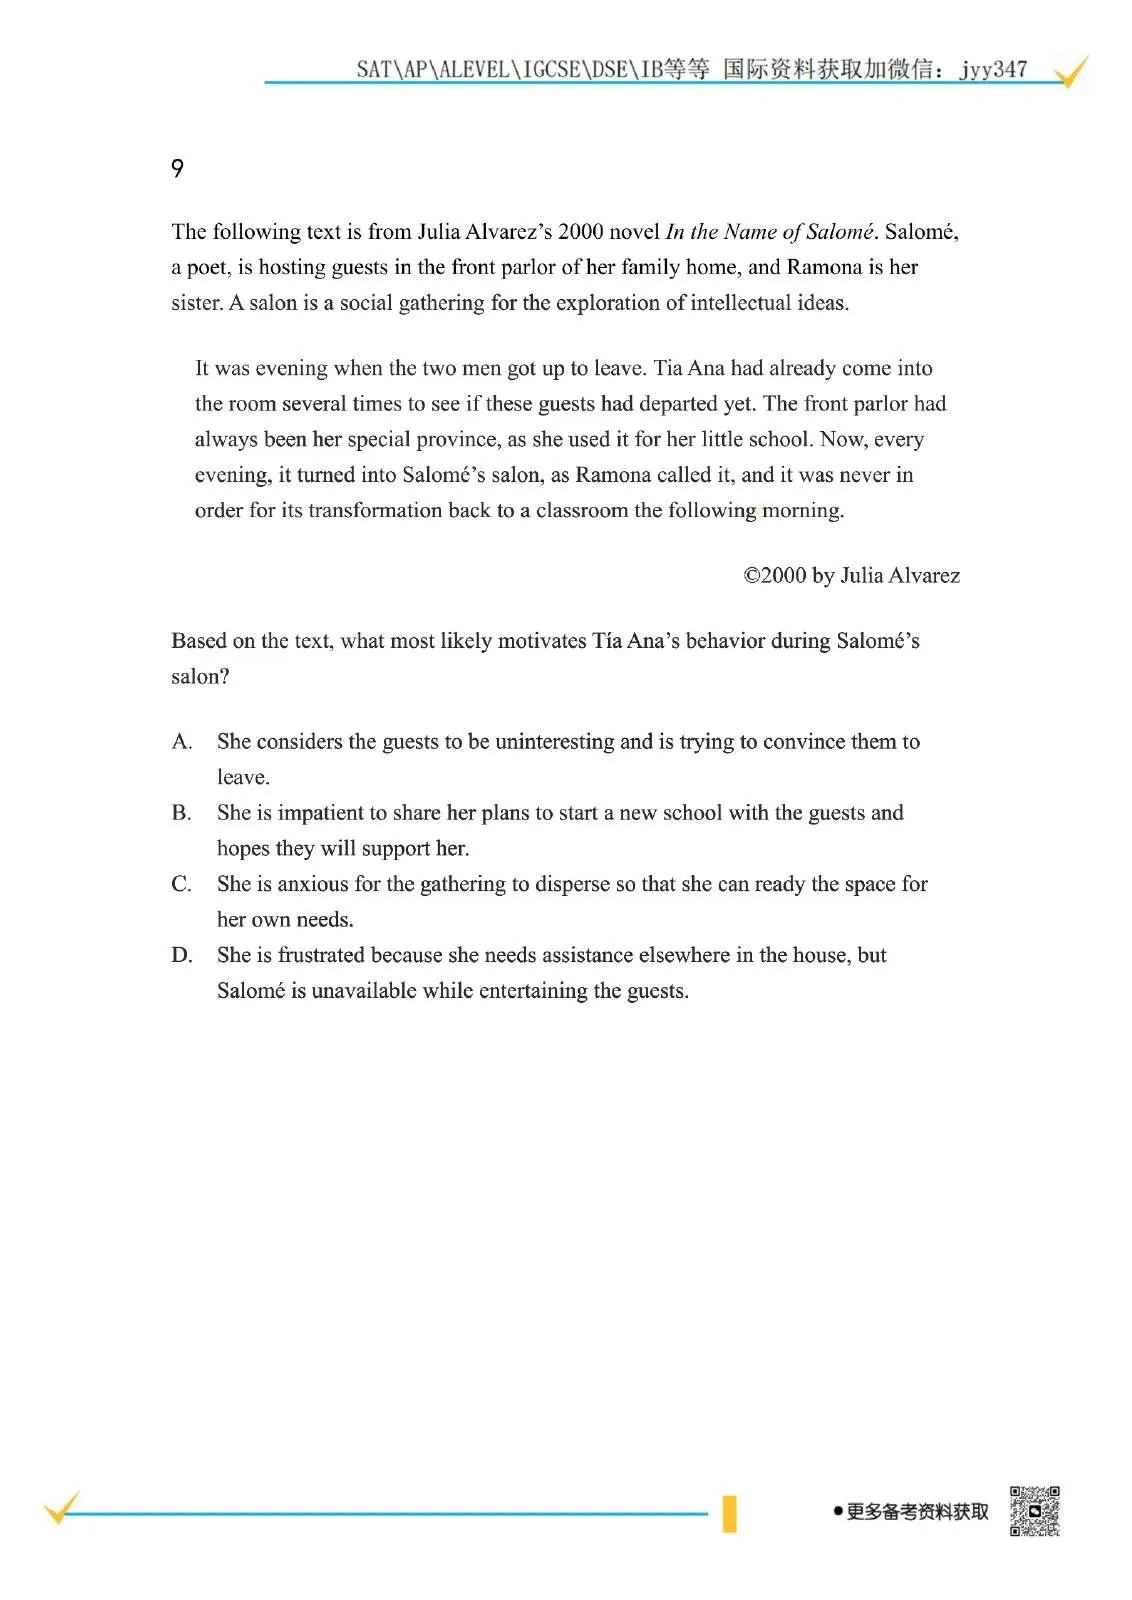 SAT\AP\ALEVEL\IGCSE\DSE\IB等等 国际资料获取加微信：jyy347
9
The following text is from Julia Alvarez’s 2000 novel In the Name of Salomé. Salomé,
a poet, is hosting guests in the front parlor of her family home, and Ramona is her
sister. A salon is a social gathering for the exploration of intellectual ideas.
It was evening when the two men got up to leave. Tia Ana had already come into
the room several times to see if these guests had departed yet. The front parlor had
always been her special province, as she used it for her little school. Now, every
evening, it turned into Salomé’s salon, as Ramona called it, and it was never in
order for its transformation back to a classroom the following morning.
©2000 by Julia Alvarez
Based on the text, what most likely motivates Tía Ana’s behavior during Salomé’s
salon?
A. She considers the guests to be uninteresting and is trying to convince them to
leave.
B. She is impatient to share her plans to start a new school with the guests and
hopes they will support her.
C. She is anxious for the gathering to disperse so that she can ready the space for
her own needs.
D. She is frustrated because she needs assistance elsewhere in the house, but
Salomé is unavailable while entertaining the guests.
●更多备考资料获取